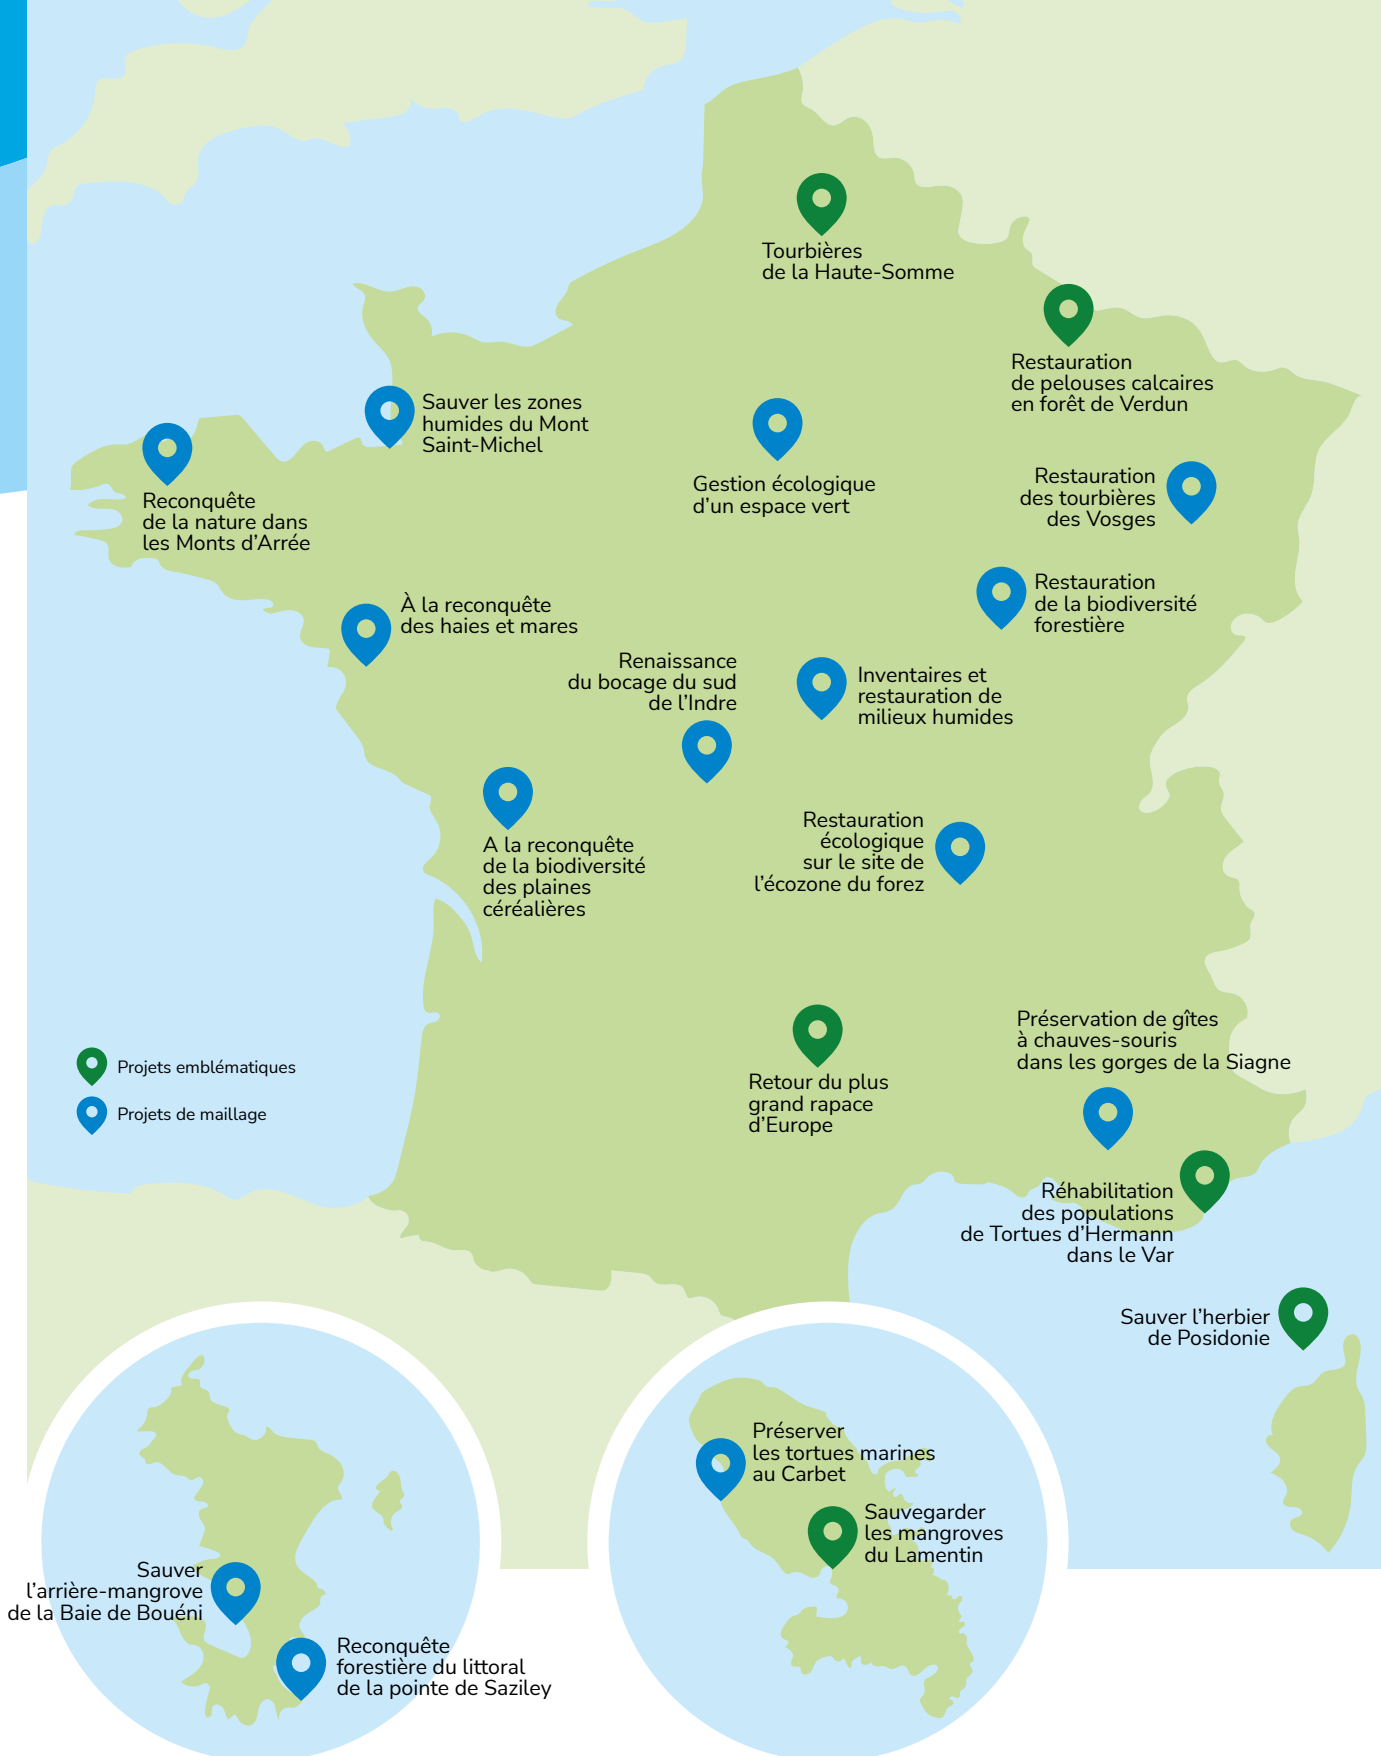 Tourbières
de la Haute-Somme
Restauration
de pelouses calcaires
en forêt de Verdun
Sauver les zones
humides du Mont
Saint-Michel
Reconquête
de la nature dans
les Monts d’Arrée
Gestion écologique
d’un espace vert
Restauration
des tourbières
des Vosges
Restauration
de la biodiversité
forestière
À la reconquête
des haies et mares
Renaissance
du bocage du sud
de l’Indre
Inventaires et
restauration de
milieux humides
A la reconquête
de la biodiversité
des plaines
céréalières
Restauration
écologique
sur le site de
l’écozone du forez
Retour du plus
grand rapace
d’Europe
Préservation de gîtes
à chauves-souris
dans les gorges de la Siagne
Projets emblématiques
Projets de maillage
Réhabilitation
des populations
de Tortues d’Hermann
dans le Var
Sauver l’herbier
de Posidonie
Préserver
les tortues marines
au Carbet
Sauvegarder
les mangroves
du Lamentin
Sauver
l’arrière-mangrove
de la Baie de Bouéni
Reconquête
forestière du littoral
de la pointe de Saziley